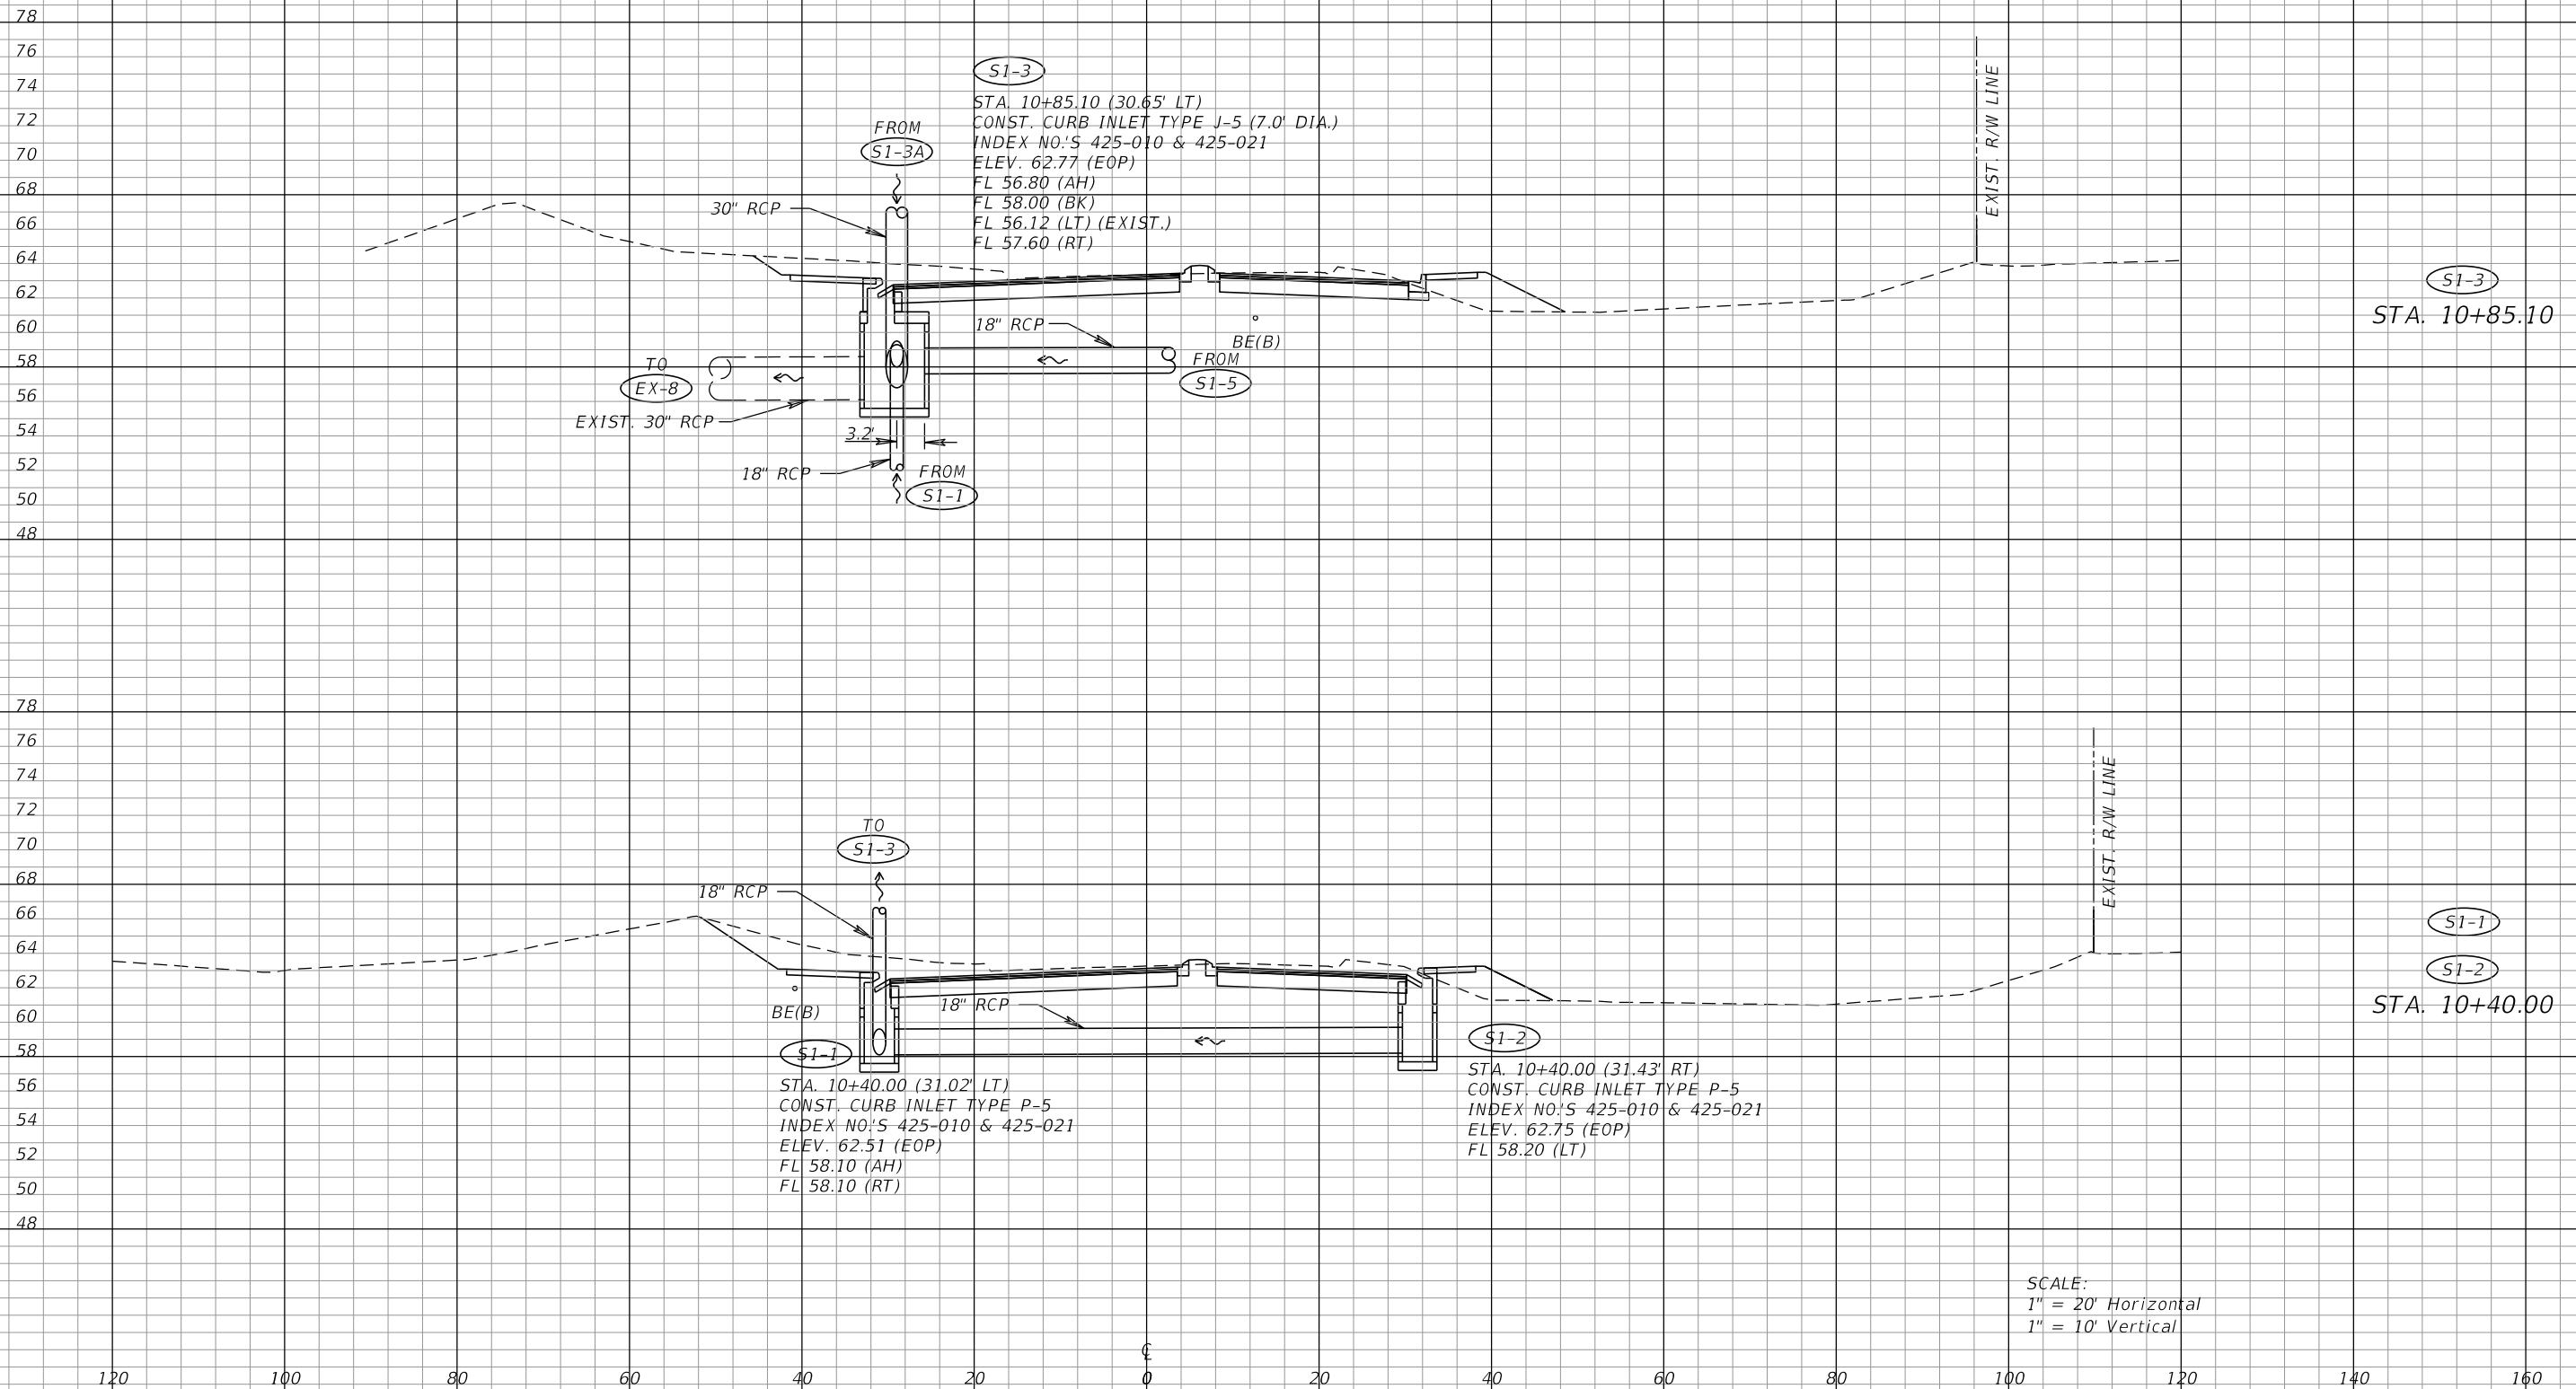 78
76
74
72
70
68
66
64
62
60
58
56
54
52
50
48
S1-3
STA. 10+85.10 (30.65' LT)
CONST. CURB INLET TYPE J-5 (7.0' DIA.)
INDEX NO.'S 425-010 & 425-021
ELEV. 62.77 (EOP)
FL 56.80 (AH)
FL 58.00 (BK)
FL 56.12 (LT) (EXIST.)
FL 57.60 (RT)
FROM
S1-3A
30" RCP
18" RCP
BE(B)
FROM
S1-5
TO
EX-8
EXIST. 30" RCP
3.2'
18" RCP
FROM
S1-1
EXIST. R/W LINE
S1-3
STA. 10+85.10
78
76
74
72
70
68
66
64
62
60
58
56
54
52
50
48
TO
S1-3
18" RCP
BE(B)
18" RCP
S1-1
STA. 10+40.00 (31.02' LT)
CONST. CURB INLET TYPE P-5
INDEX NO.'S 425-010 & 425-021
ELEV. 62.51 (EOP)
FL 58.10 (AH)
FL 58.10 (RT)
S1-2
STA. 10+40.00 (31.43' RT)
CONST. CURB INLET TYPE P-5
INDEX NO.'S 425-010 & 425-021
ELEV. 62.75 (EOP)
FL 58.20 (LT)
EXIST. R/W LINE
S1-1
S1-2
STA. 10+40.00
SCALE:
1" = 20' Horizontal
1" = 10' Vertical
℄
120 100 80 60 40 20 0 20 40 60 80 100 120 140 160